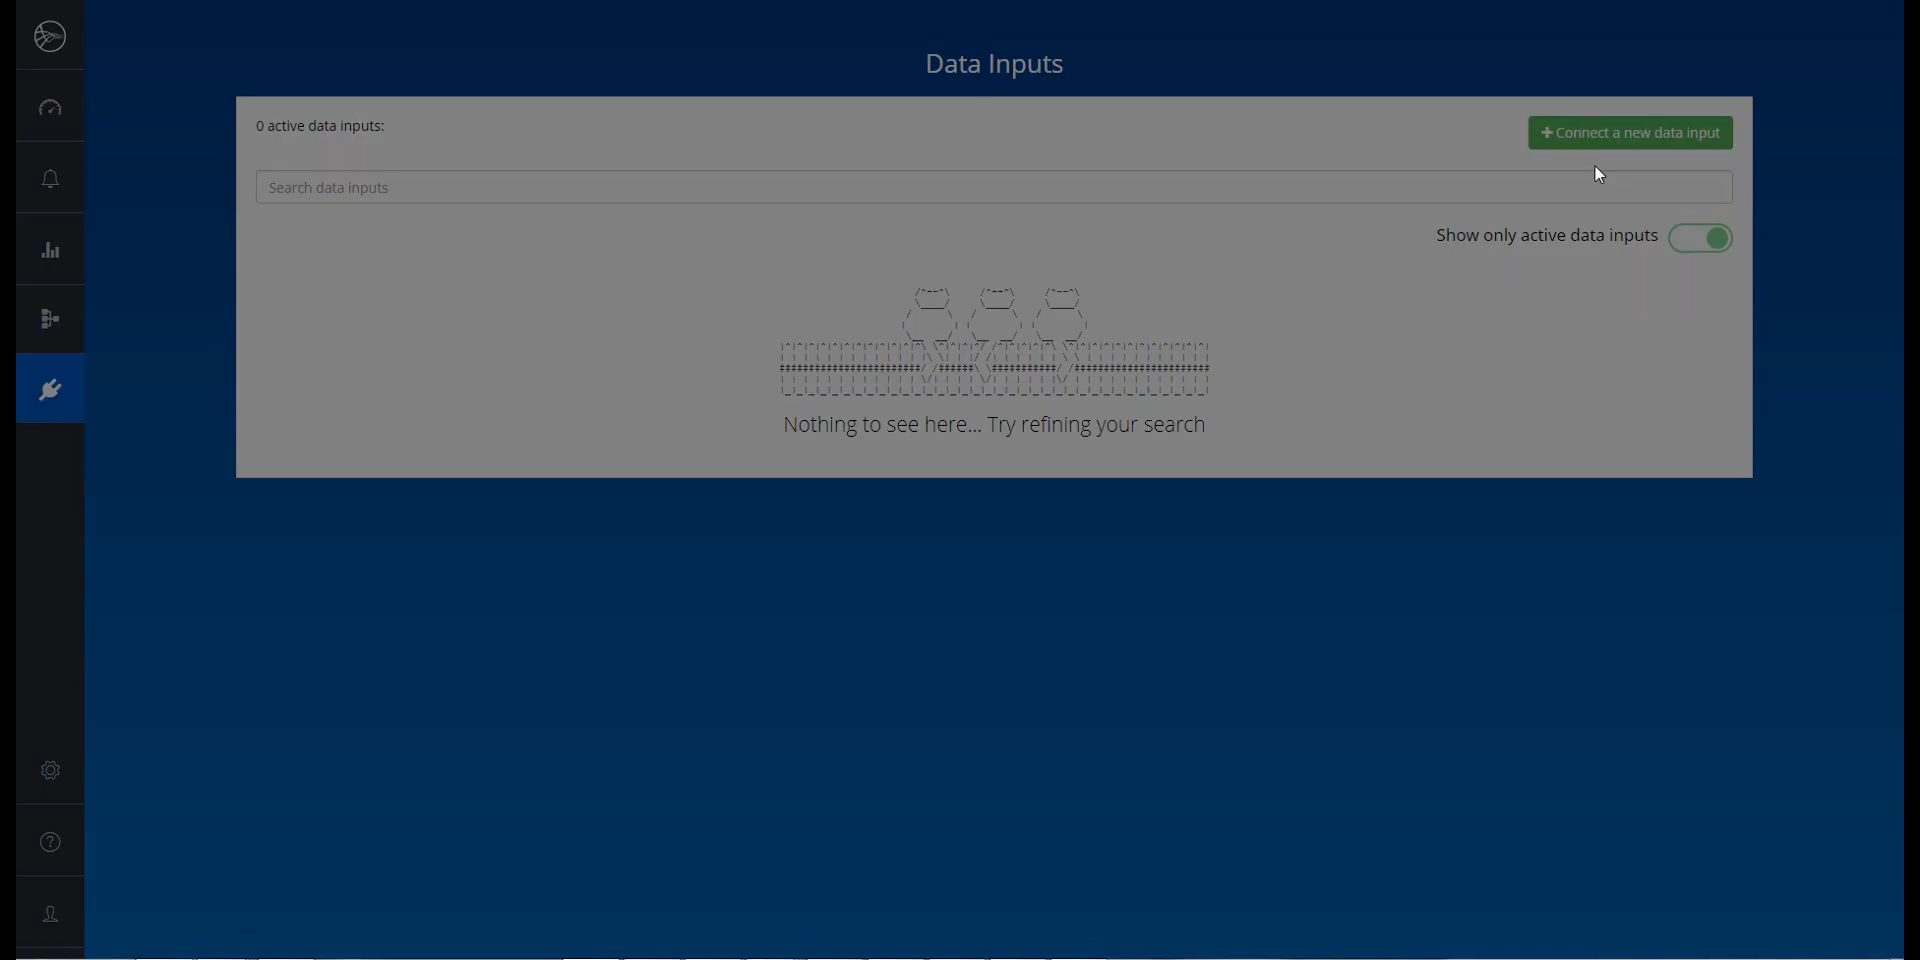 Data Inputs
0 active data inputs:
+ Connect a new data input
Search data inputs
Show only active data inputs
Nothing to see here... Try refining your search